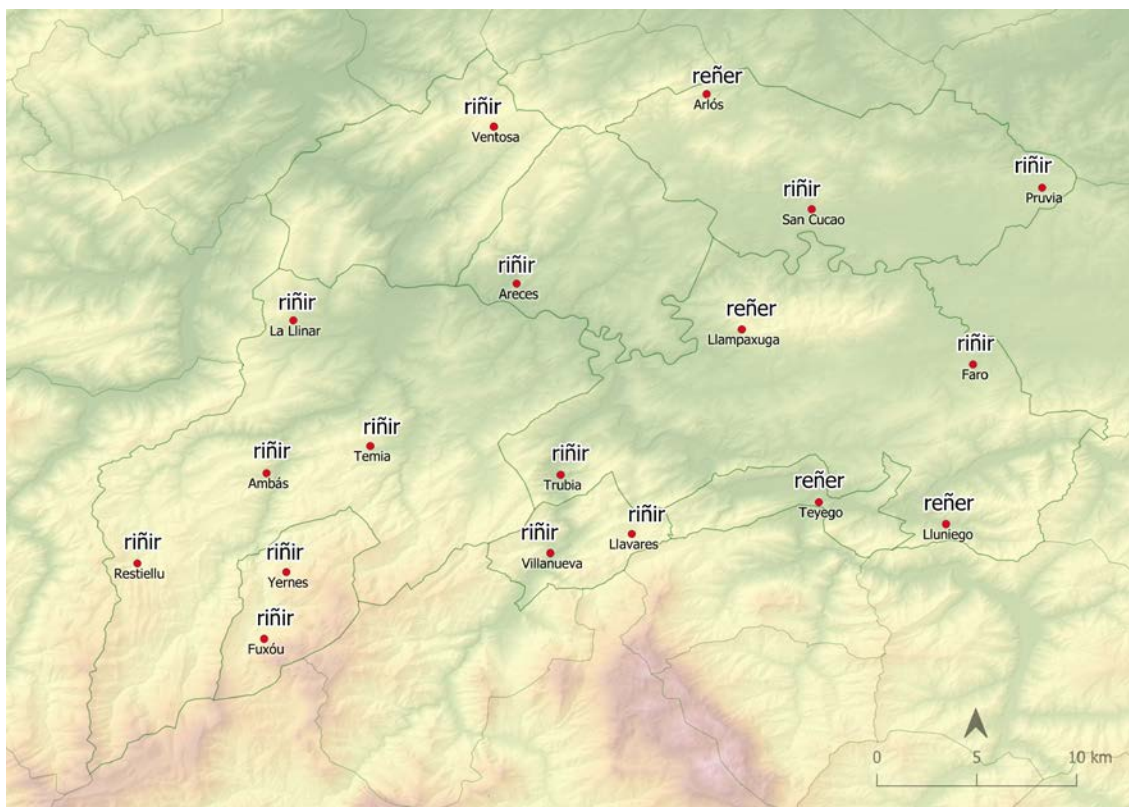 reñer
Arlós
riñir
Ventosa
riñir
Pruvia
riñir
San Cucao
riñir
Areces
riñir
La Llinar
reñer
Llampaxuga
riñir
Faro
riñir
Temia
riñir
Ambás
riñir
Trubia
reñer
Teyego
reñer
Lluniego
riñir
Llavares
riñir
Villanueva
riñir
Restiellu
riñir
Yernes
riñir
Fuxóu
0 5 10 km